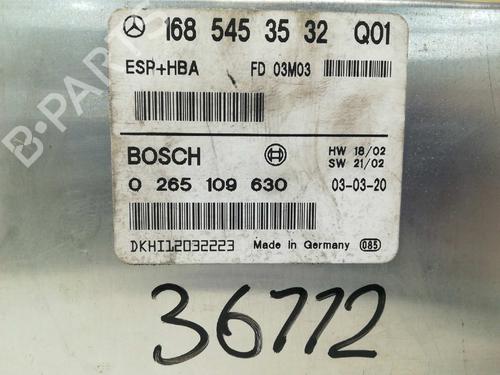 168 545 35 32 Q01
ESP+HBA FD 03M03
BOSCH HW 18/02
SW 21/02
0 265 109 630 03-03-20
DKHI12032223 Made in Germany 085
36772
B-PARTS